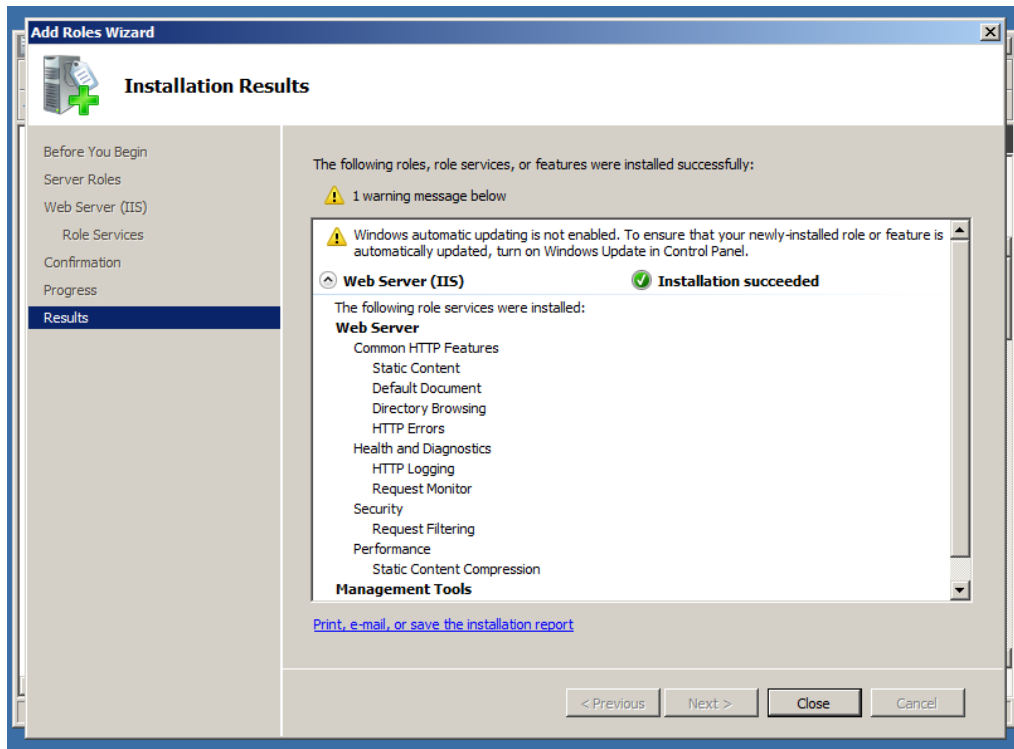 Add Roles Wizard
Installation Results
Before You Begin
Server Roles
Web Server (IIS)
Role Services
Confirmation
Progress
Results
The following roles, role services, or features were installed successfully:
1 warning message below
Windows automatic updating is not enabled. To ensure that your newly-installed role or feature is
automatically updated, turn on Windows Update in Control Panel.
Web Server (IIS) Installation succeeded
The following role services were installed:
Web Server
Common HTTP Features
Static Content
Default Document
Directory Browsing
HTTP Errors
Health and Diagnostics
HTTP Logging
Request Monitor
Security
Request Filtering
Performance
Static Content Compression
Management Tools
Print, e-mail, or save the installation report
< Previous Next > Close Cancel